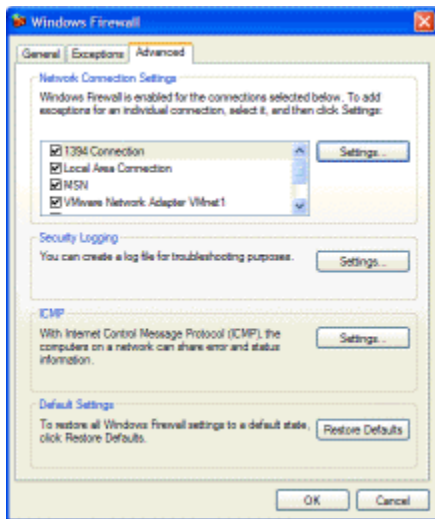 Windows Firewall
General Exceptions Advanced
Network Connection Settings
Windows Firewall is enabled for the connections selected below. To add
exceptions for an individual connection, select it, and then click Settings:
1394 Connection
Local Area Connection
MSN
VMware Network Adapter VMnet1
Settings...
Security Logging
You can create a log file for troubleshooting purposes.
Settings...
ICMP
With Internet Control Message Protocol (ICMP), the
computers on a network can share error and status
information.
Settings...
Default Settings
To restore all Windows Firewall settings to a default state,
click Restore Defaults.
Restore Defaults
OK Cancel